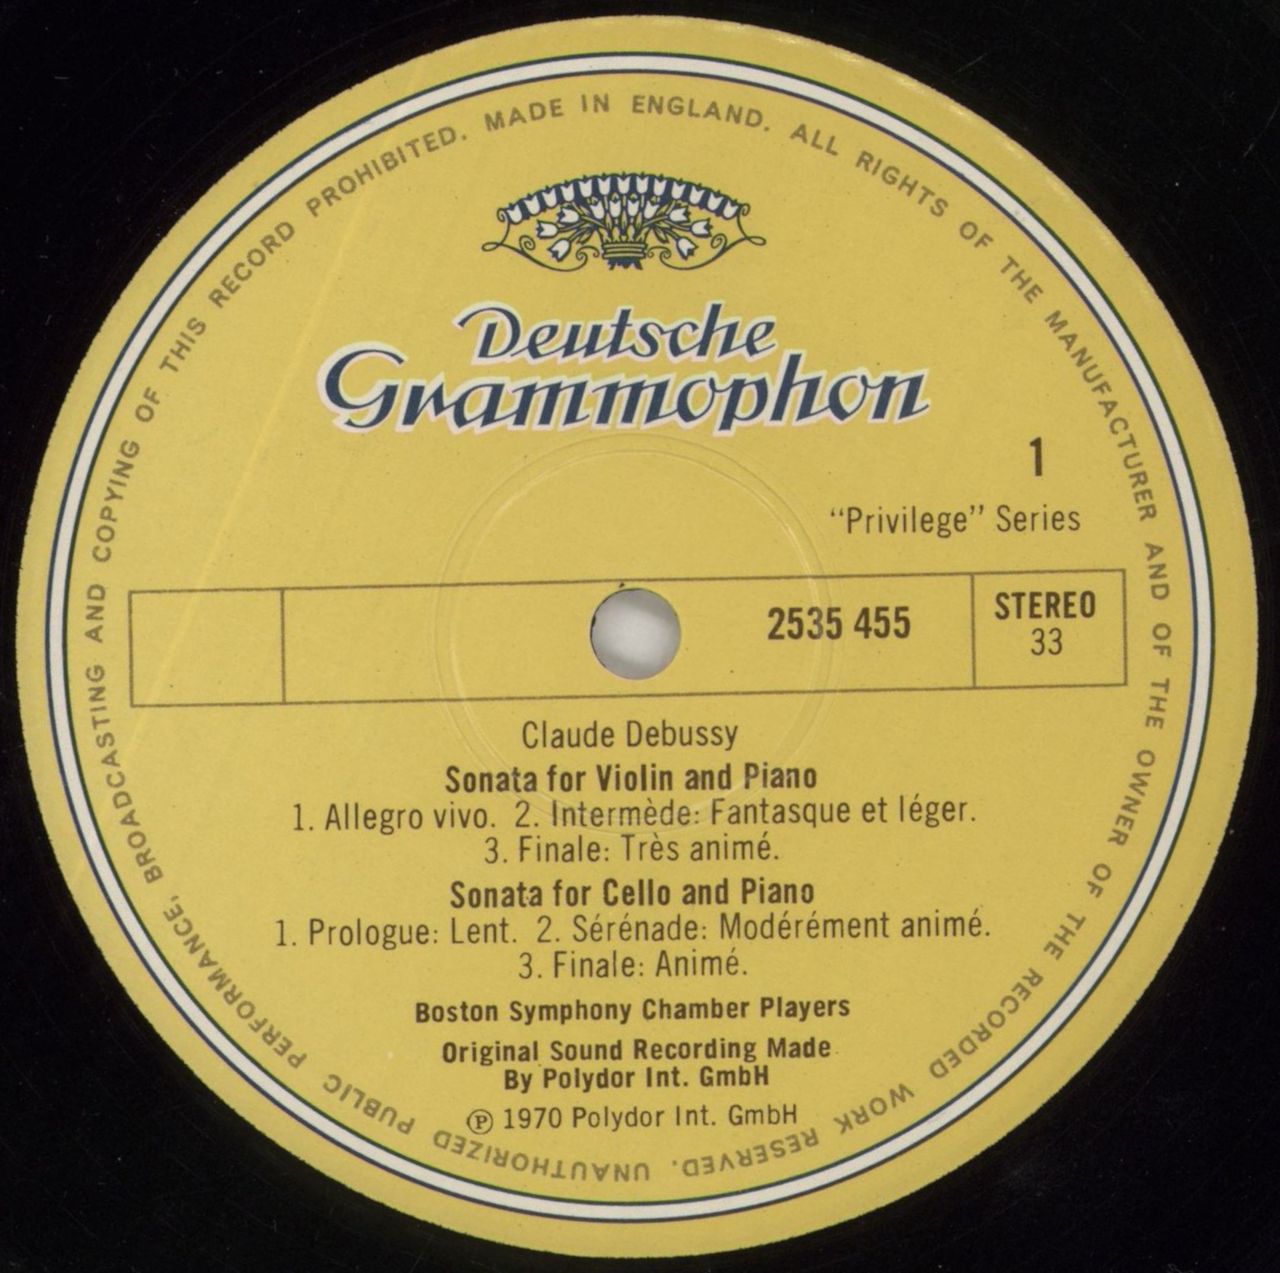 MADE IN ENGLAND. ALL RIGHTS OF THE MANUFACTURER AND OF THE OWNER OF THE RECORDED WORK RESERVED. UNAUTHORIZED PUBLIC PERFORMANCE, BROADCASTING AND COPYING OF THIS RECORD PROHIBITED.
Deutsche
Grammophon
1
“Privilege” Series
2535 455
STEREO
33
Claude Debussy
Sonata for Violin and Piano
1. Allegro vivo. 2. Intermède: Fantasque et léger.
3. Finale: Très animé.
Sonata for Cello and Piano
1. Prologue: Lent. 2. Sérénade: Modérément animé.
3. Finale: Animé.
Boston Symphony Chamber Players
Original Sound Recording Made
By Polydor Int. GmbH
℗ 1970 Polydor Int. GmbH